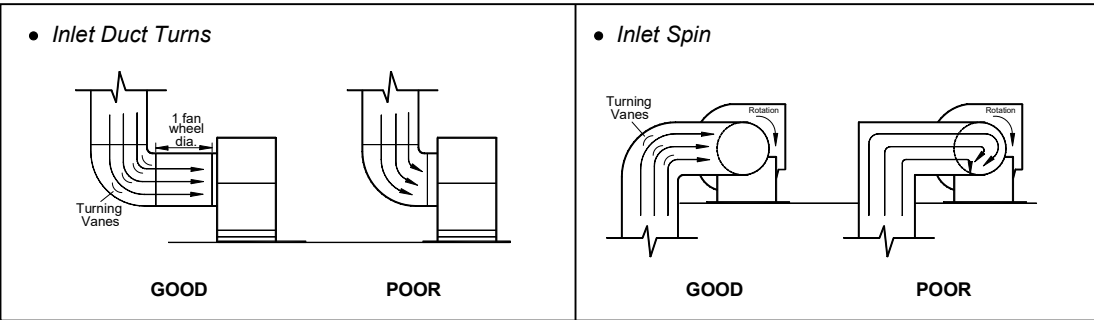 • Inlet Duct Turns
1 fan
wheel
dia.
Turning
Vanes
GOOD
POOR
• Inlet Spin
Turning
Vanes
Rotation
Rotation
GOOD
POOR